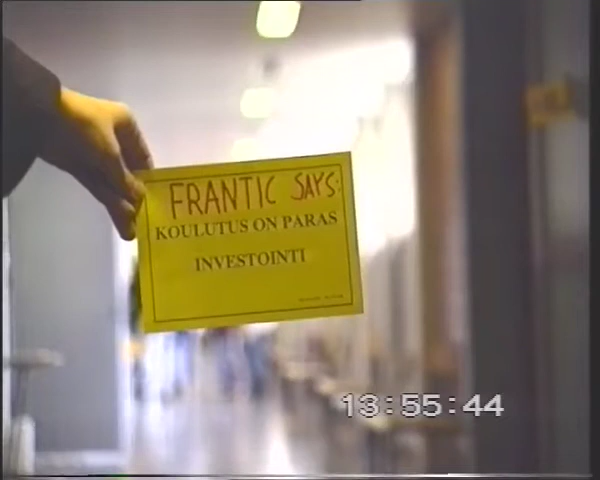 FRANTIC SAYS:
KOULUTUS ON PARAS
INVESTOINTI
13:55:44